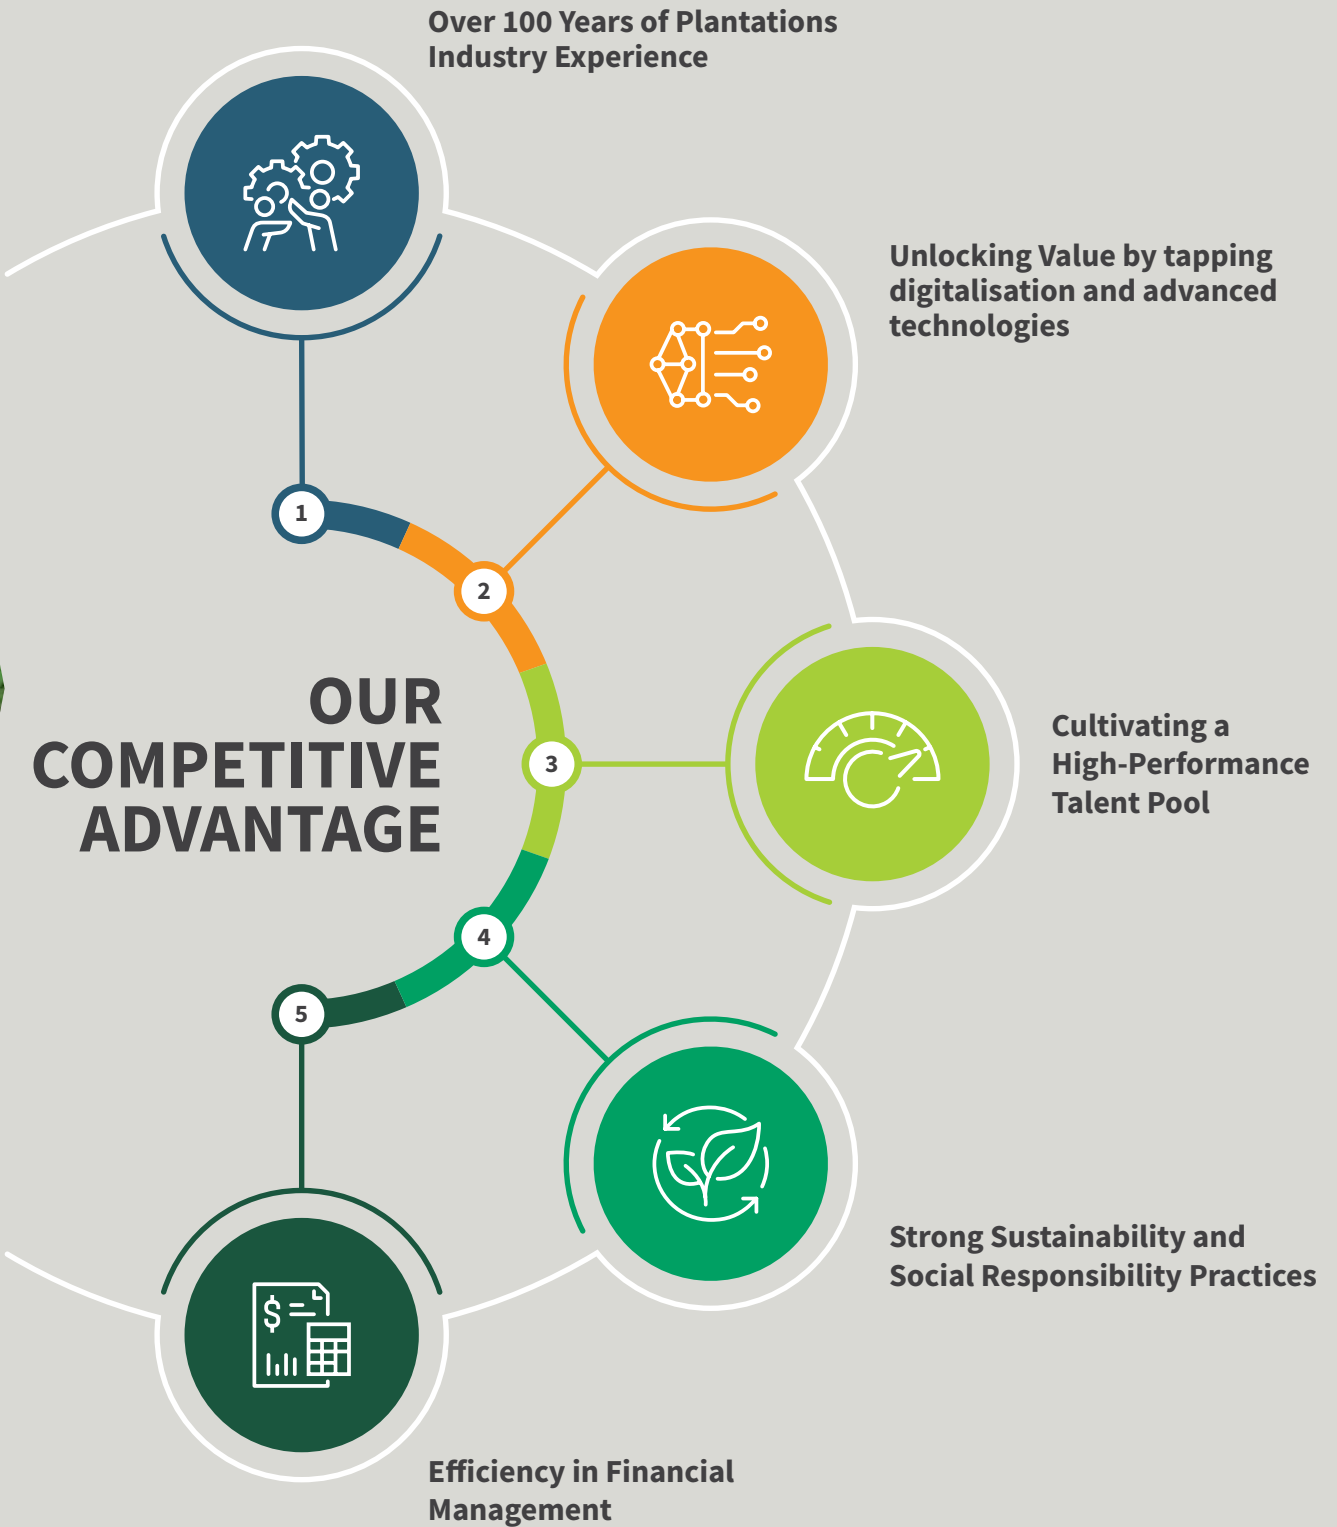 Over 100 Years of Plantations
Industry Experience
Unlocking Value by tapping
digitalisation and advanced
technologies
1
2
OUR
COMPETITIVE
ADVANTAGE
3
Cultivating a
High-Performance
Talent Pool
4
5
Strong Sustainability and
Social Responsibility Practices
$
Efficiency in Financial
Management